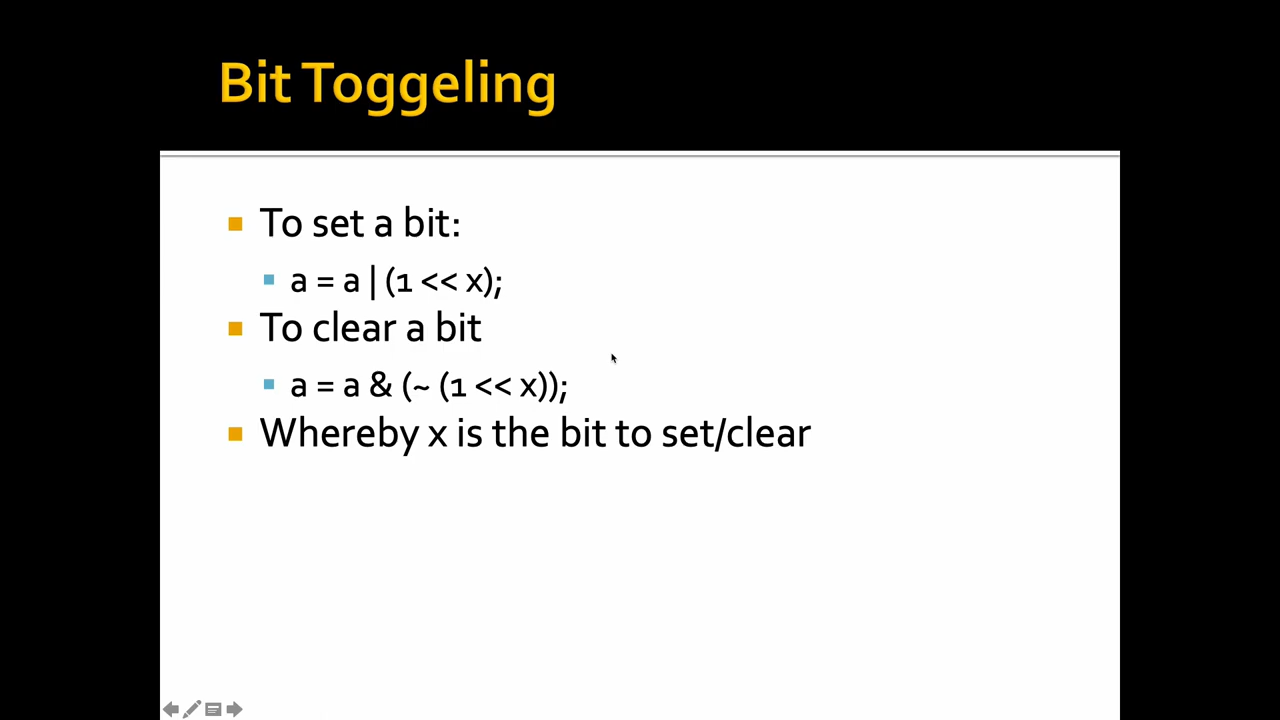 Bit Toggeling
To set a bit:
a = a | (1 << x);
To clear a bit
a = a & (~ (1 << x));
Whereby x is the bit to set/clear